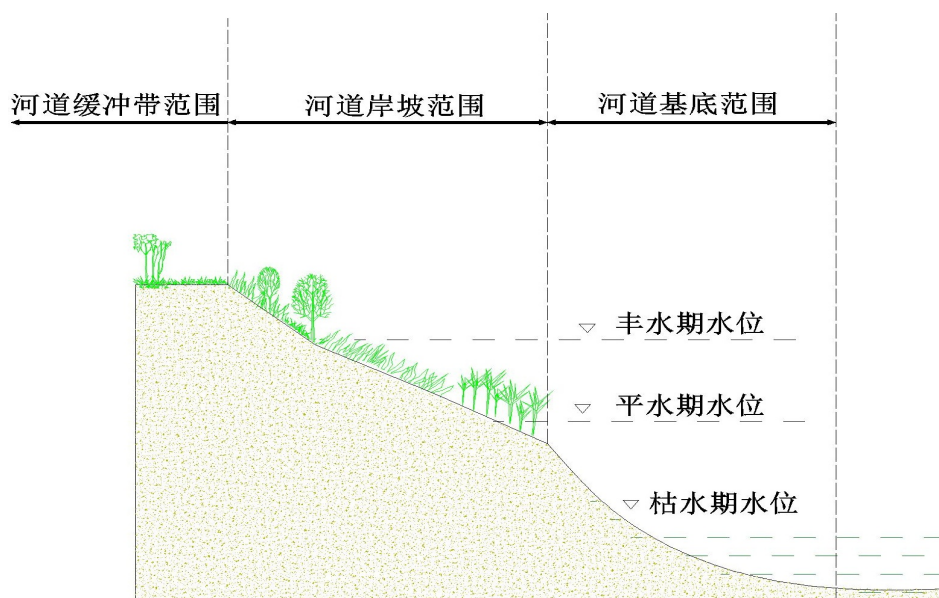 河道缓冲带范围
河道岸坡范围
河道基底范围
丰水期水位
平水期水位
枯水期水位